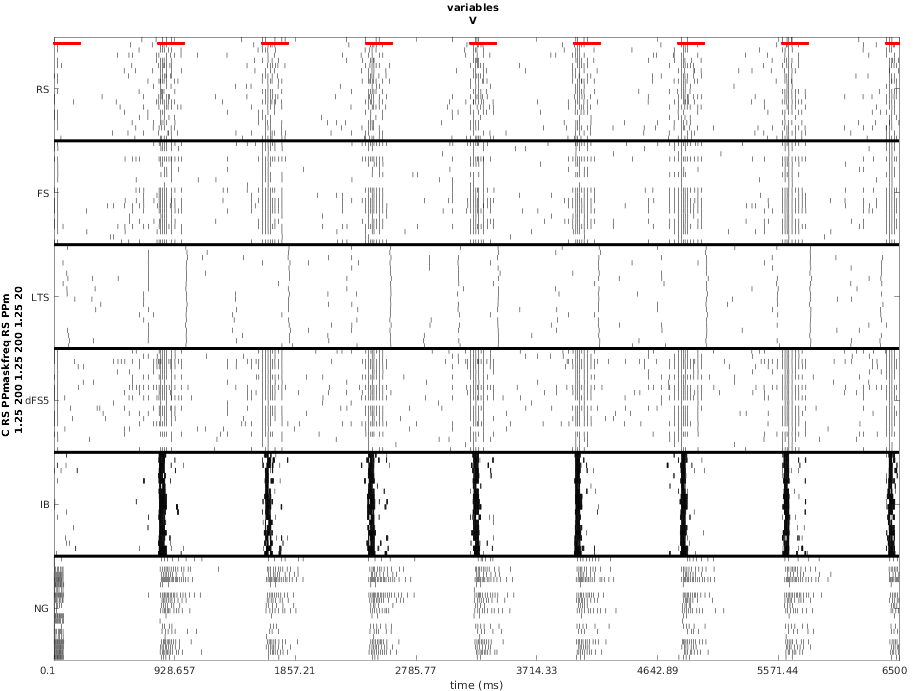 variables
V
C RS PPmaskfreq RS PPm
1.25 200 1.25 200 1.25 20
RS
FS
LTS
dFS5
IB
NG
0.1 928.657 1857.21 2785.77 3714.33 4642.89 5571.44 6500
time (ms)